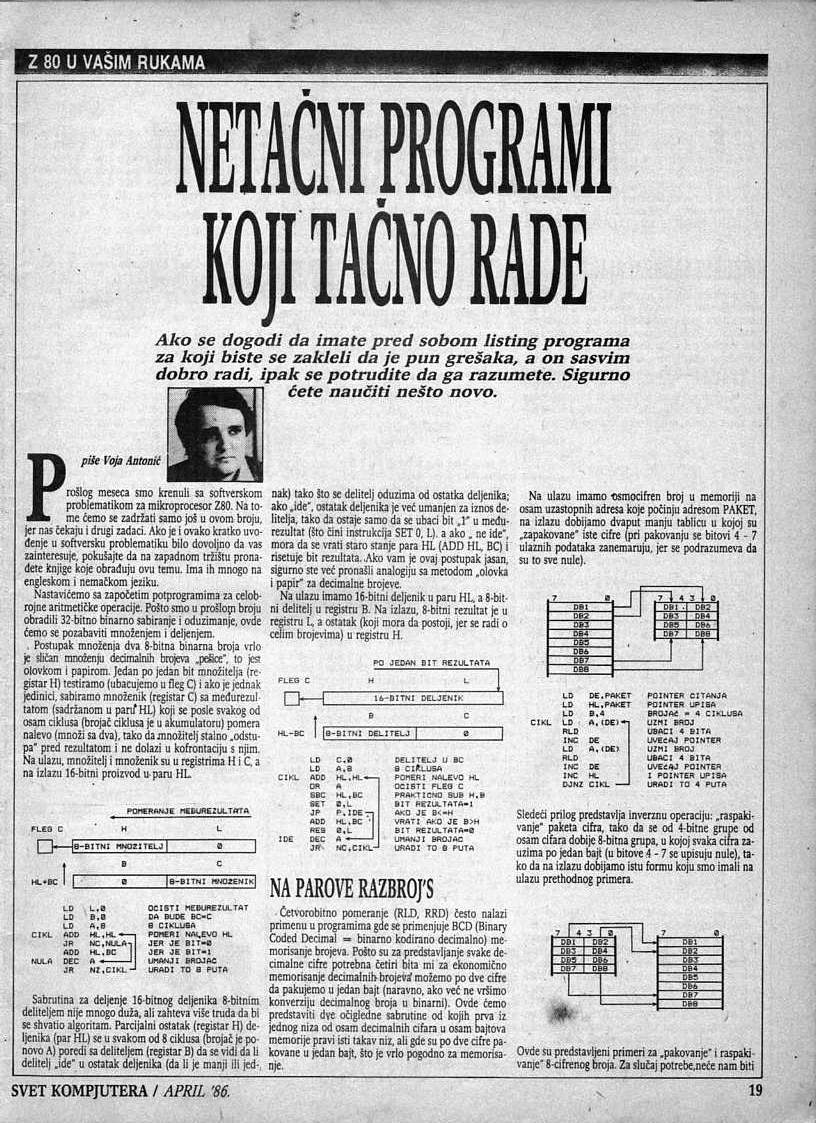 Z 80 U VAŠIM RUKAMA
NETAČNI PROGRAMI
KOJI TAČNO RADE
Ako se dogodi da imate pred sobom listing programa
za koji biste se zakleli da je pun grešaka, a on sasvim
dobro radi, ipak se potrudite da ga razumete. Sigurno
ćete naučiti nešto novo.
piše Voja Antonić
Prošlog meseca smo krenuli sa softverskom
problematikom za mikroprocesor Z80. Na to-
me ćemo se zadržati samo još u ovom broju,
jer nas čekaju i drugi zadaci. Ako je i ovako kratko uvo-
đenje u softversku problematiku bilo dovoljno da vas
zainteresuje, pokušajte da na zapadnom tržištu prona-
đete knjige koje obrađuju ovu temu. Ima ih mnogo na
engleskom i nemačkom jeziku.
Nastavićemo sa započetim potprogramima za celob-
rojne aritmetičke operacije. Pošto smo u prošlom broju
obradili 32-bitno binarno sabiranje i oduzimanje, ovde
ćemo se pozabaviti množenjem i deljenjem.
Postupak množenja dva 8-bitna binarna broja vrlo
je sličan množenju decimalnih brojeva „pešice", to jest
olovkom i papirom. Jedan po jedan bit množitelja (re-
gistar H) testiramo (ubacujemo u fleg C) i ako je jednak
jedinici, sabiramo množenik (registar C) sa međurezul-
tatom (sadržanom u paru HL) koji se posle svakog od
osam ciklusa (brojač ciklusa je u akumulatoru) pomera
nalevo (množi sa dva), tako da množitelj stalno „odstu-
pa" pred rezultatom i ne dolazi u kofrontaciju s njim.
Na ulazu, množitelj i množenik su u registrima H i C, a
na izlazu 16-bitni proizvod u paru HL.
POMERANJE MEĐUREZULTATA
FLEG C H L
8-BITNI MNOZITELJ 0
B C
HL+BC 0 8-BITNI MNOZENIK
LD L,0 OCISTI MEĐUREZULTAT
LD B,0 DA BUDE BC=C
LD A,8 8 CIKLUSA
CIKL ADD HL,HL POMERI NALEVO HL
JR NC,NULA JER JE BIT=0
ADD HL,BC JER JE BIT=1
NULA DEC A UMANJI BROJAC
JR NZ,CIKL URADI TO 8 PUTA
Sabrutina za deljenje 16-bitnog deljenika 8-bitnim
deliteljem nije mnogo duža, ali zahteva više truda da bi
se shvatio algoritam. Parcijalni ostatak (registar H) de-
ljenika (par HL) se u svakom od 8 ciklusa (brojač je po-
novo A) poredi sa deliteljem (registar B) da se vidi da li
delitelj „ide" u ostatak deljenika (da li je manji ili jed-
nak) tako što se delitelj oduzima od ostatka deljenika;
ako „ide", ostatak deljenika je već umanjen za iznos de-
litelja, tako da ostaje samo da se ubaci bit „1" u među-
rezultat (što čini instrukcija SET 0, L). a ako „ ne ide",
mora da se vrati staro stanje para HL (ADD HL, BC) i
risetuje bit rezultata. Ako vam je ovaj postupak jasan,
sigurno ste već pronašli analogiju sa metodom „olovka
i papir" za decimalne brojeve.
Na ulazu imamo 16-bitni deljenik u paru HL, a 8-bit-
ni delitelj u registru B. Na izlazu, 8-bitni rezultat je u
registru L, a ostatak (koji mora da postoji, jer se radi o
celim brojevima) u registru H.
PO JEDAN BIT REZULTATA
FLEG C H L
16-BITNI DELJENIK
B C
HL-BC 8-BITNI DELITELJ 0
LD C,0 DELITELJ U BC
LD A,8 8 CIKLUSA
CIKL ADD HL,HL POMERI NALEVO HL
OR A OCISTI FLEG C
SBC HL,BC PRAKTICNO SUB H,B
SET 0,L BIT REZULTATA=1
JP P,IDE AKO JE B<=H
ADD HL,BC VRATI AKO JE B>H
RES 0,L BIT REZULTATA=0
IDE DEC A UMANJI BROJAC
JR NC,CIKL URADI TO 8 PUTA
NA PAROVE RAZBROJ'S
Četvorobitno pomeranje (RLD, RRD) često nalazi
primenu u programima gde se primenjuje BCD (Binary
Coded Decimal = binarno kodirano decimalno) me-
morisanje brojeva. Pošto su za predstavljanje svake de-
cimalne cifre potrebna četiri bita mi za ekonomično
memorisanje decimalnih brojeva možemo po dve cifre
da pakujemo u jedan bajt (naravno, ako već ne vršimo
konverziju decimalnog broja u binarni). Ovde ćemo
predstaviti dve očigledne sabrutine od kojih prva iz
jednog niza od osam decimalnih cifara u osam bajtova
memorije pravi isti takav niz, ali gde su po dve cifre pa-
kovane u jedan bajt, što je vrlo pogodno za memorisa-
nje.
Na ulazu imamo osmocifren broj u memoriji na
osam uzastopnih adresa koje počinju adresom PAKET,
na izlazu dobijamo dvaput manju tablicu u kojoj su
„zapakovane" iste cifre (pri pakovanju se bitovi 4 - 7
ulaznih podataka zanemaruju, jer se podrazumeva da
su to sve nule).
7 0 7 4 3 0
DB1 DB1 DB2
DB2 DB3 DB4
DB3 DB5 DB6
DB4 DB7 DB8
DB5
DB6
DB7
DB8
LD DE,PAKET POINTER CITANJA
LD HL,PAKET POINTER UPISA
LD B,4 BROJAC = 4 CIKLUSA
CIKL LD A,(DE) UZMI BROJ
RLD UBACI 4 BITA
INC DE UVEĆAJ POINTER
LD A,(DE) UZMI BROJ
RLD UBACI 4 BITA
INC DE UVEĆAJ POINTER
INC HL I POINTER UPISA
DJNZ CIKL URADI TO 4 PUTA
Sledeći prilog predstavlja inverznu operaciju: „raspaki-
vanje" paketa cifra, tako da se od 4-bitne grupe od
osam cifara dobije 8-bitna grupa, u kojoj svaka cifra za-
uzima po jedan bajt (u bitove 4 - 7 se upisuju nule), ta-
ko da na izlazu dobijamo istu formu koju smo imali na
ulazu prethodnog primera.
7 4 3 0 7 0
DB1 DB2 DB1
DB3 DB4 DB2
DB5 DB6 DB3
DB7 DB8 DB4
DB5
DB6
DB7
DB8
Ovde su predstavljeni primeri za „pakovanje" i raspaki-
vanje" 8-cifrenog broja. Za slučaj potrebe,neće nam biti
SVET KOMPJUTERA / APRIL '86. 19